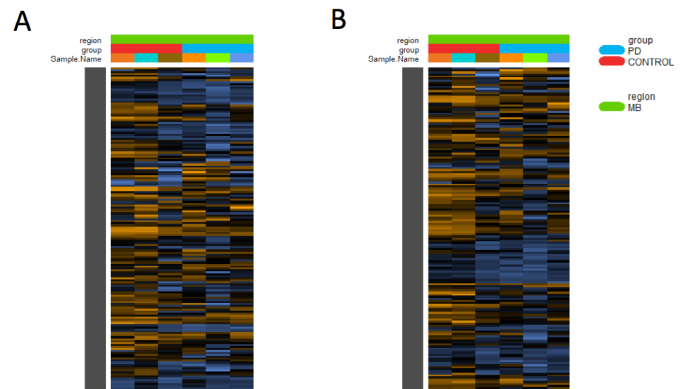 A
region
group
Sample.Name
B
region
group
Sample.Name
group
PD
CONTROL
region
MB